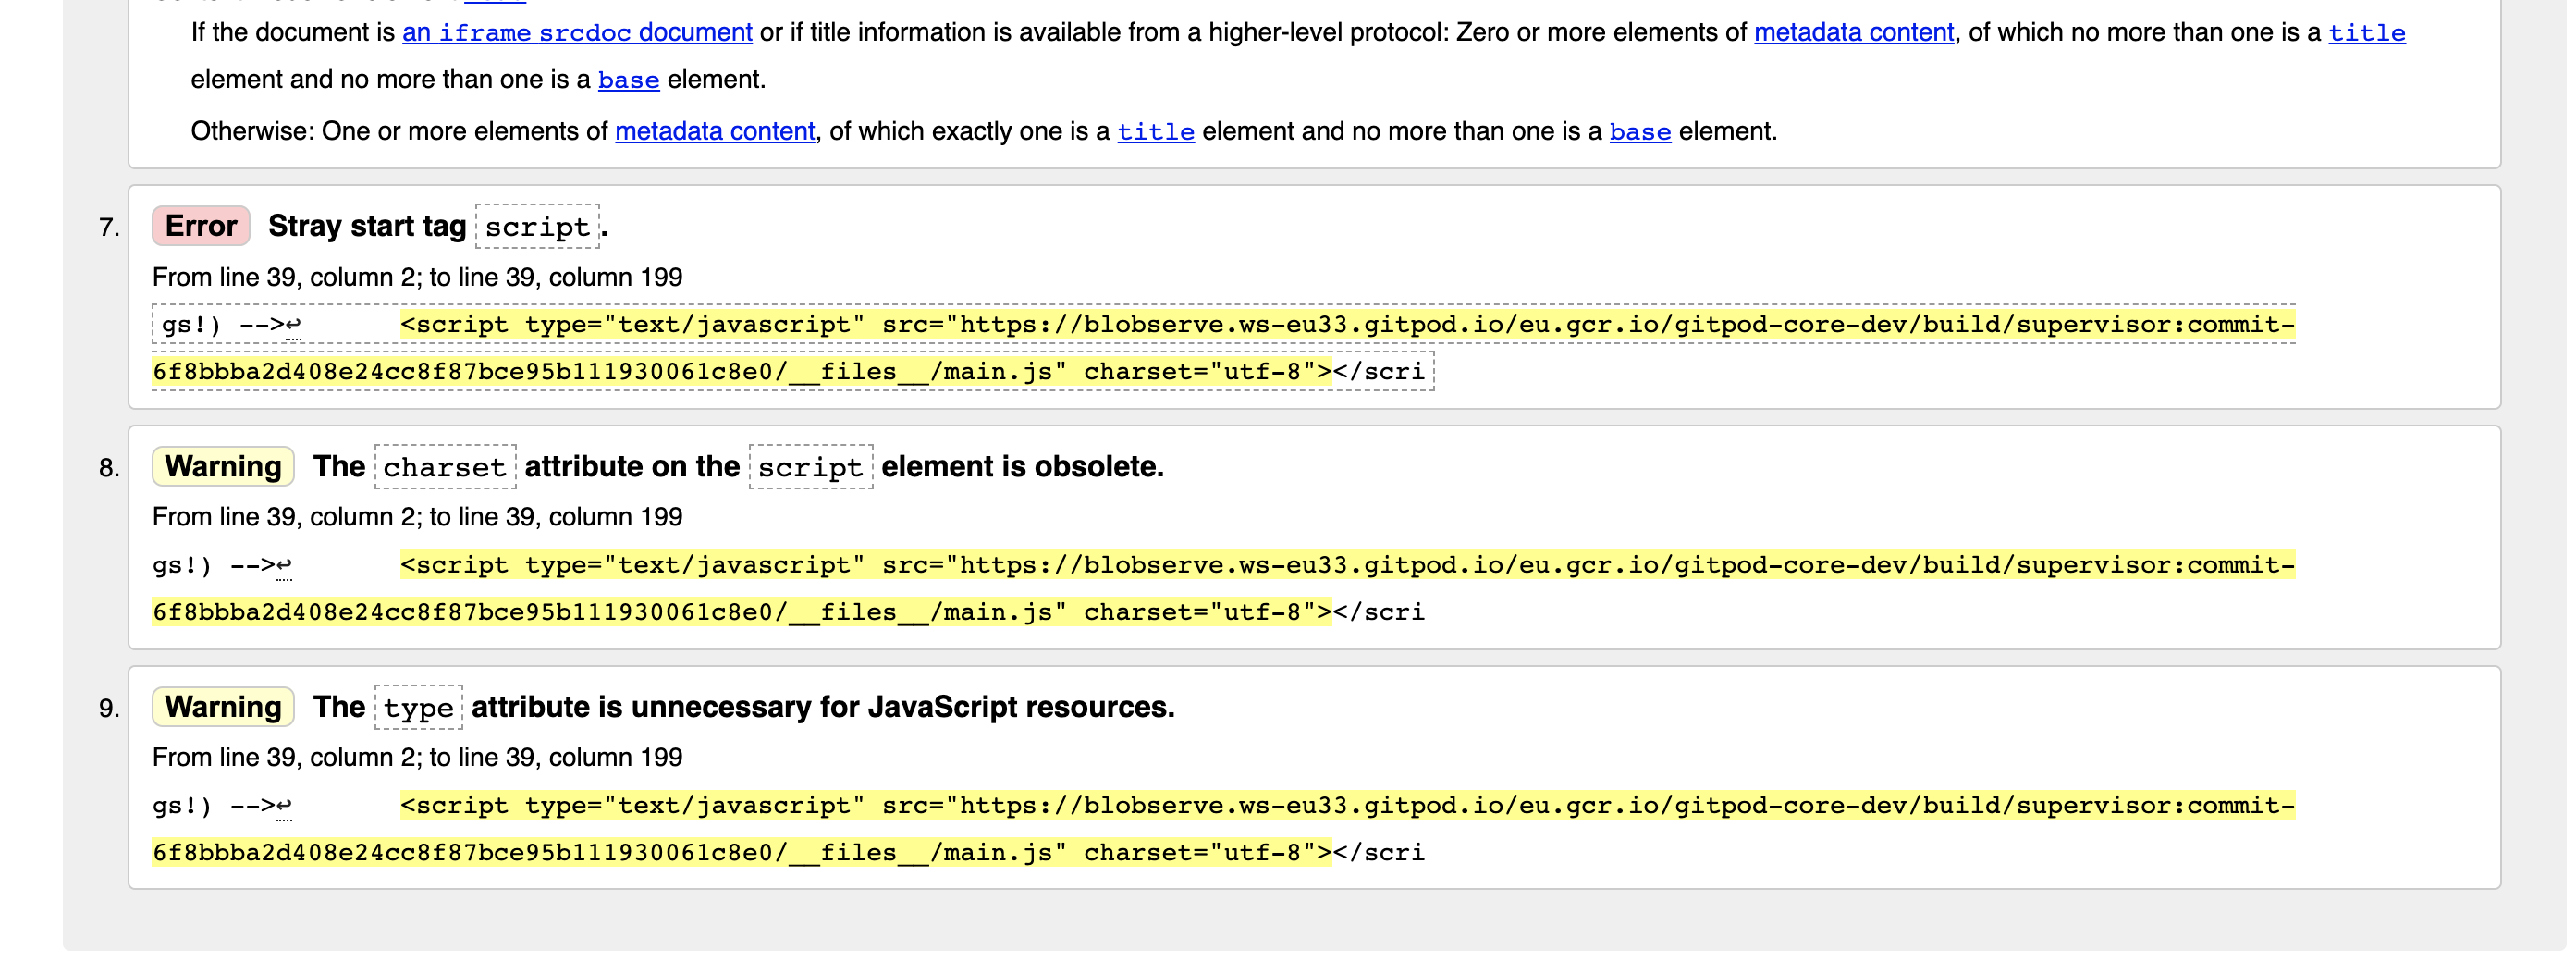 If the document is an iframe srcdoc document or if title information is available from a higher-level protocol: Zero or more elements of metadata content, of which no more than one is a title
element and no more than one is a base element.
Otherwise: One or more elements of metadata content, of which exactly one is a title element and no more than one is a base element.
7. Error Stray start tag script.
From line 39, column 2; to line 39, column 199
gs!) -->↩ <script type="text/javascript" src="https://blobserve.ws-eu33.gitpod.io/eu.gcr.io/gitpod-core-dev/build/supervisor:commit-
6f8bbba2d408e24cc8f87bce95b111930061c8e0/__files__/main.js" charset="utf-8"></scri
8. Warning The charset attribute on the script element is obsolete.
From line 39, column 2; to line 39, column 199
gs!) -->↩ <script type="text/javascript" src="https://blobserve.ws-eu33.gitpod.io/eu.gcr.io/gitpod-core-dev/build/supervisor:commit-
6f8bbba2d408e24cc8f87bce95b111930061c8e0/__files__/main.js" charset="utf-8"></scri
9. Warning The type attribute is unnecessary for JavaScript resources.
From line 39, column 2; to line 39, column 199
gs!) -->↩ <script type="text/javascript" src="https://blobserve.ws-eu33.gitpod.io/eu.gcr.io/gitpod-core-dev/build/supervisor:commit-
6f8bbba2d408e24cc8f87bce95b111930061c8e0/__files__/main.js" charset="utf-8"></scri